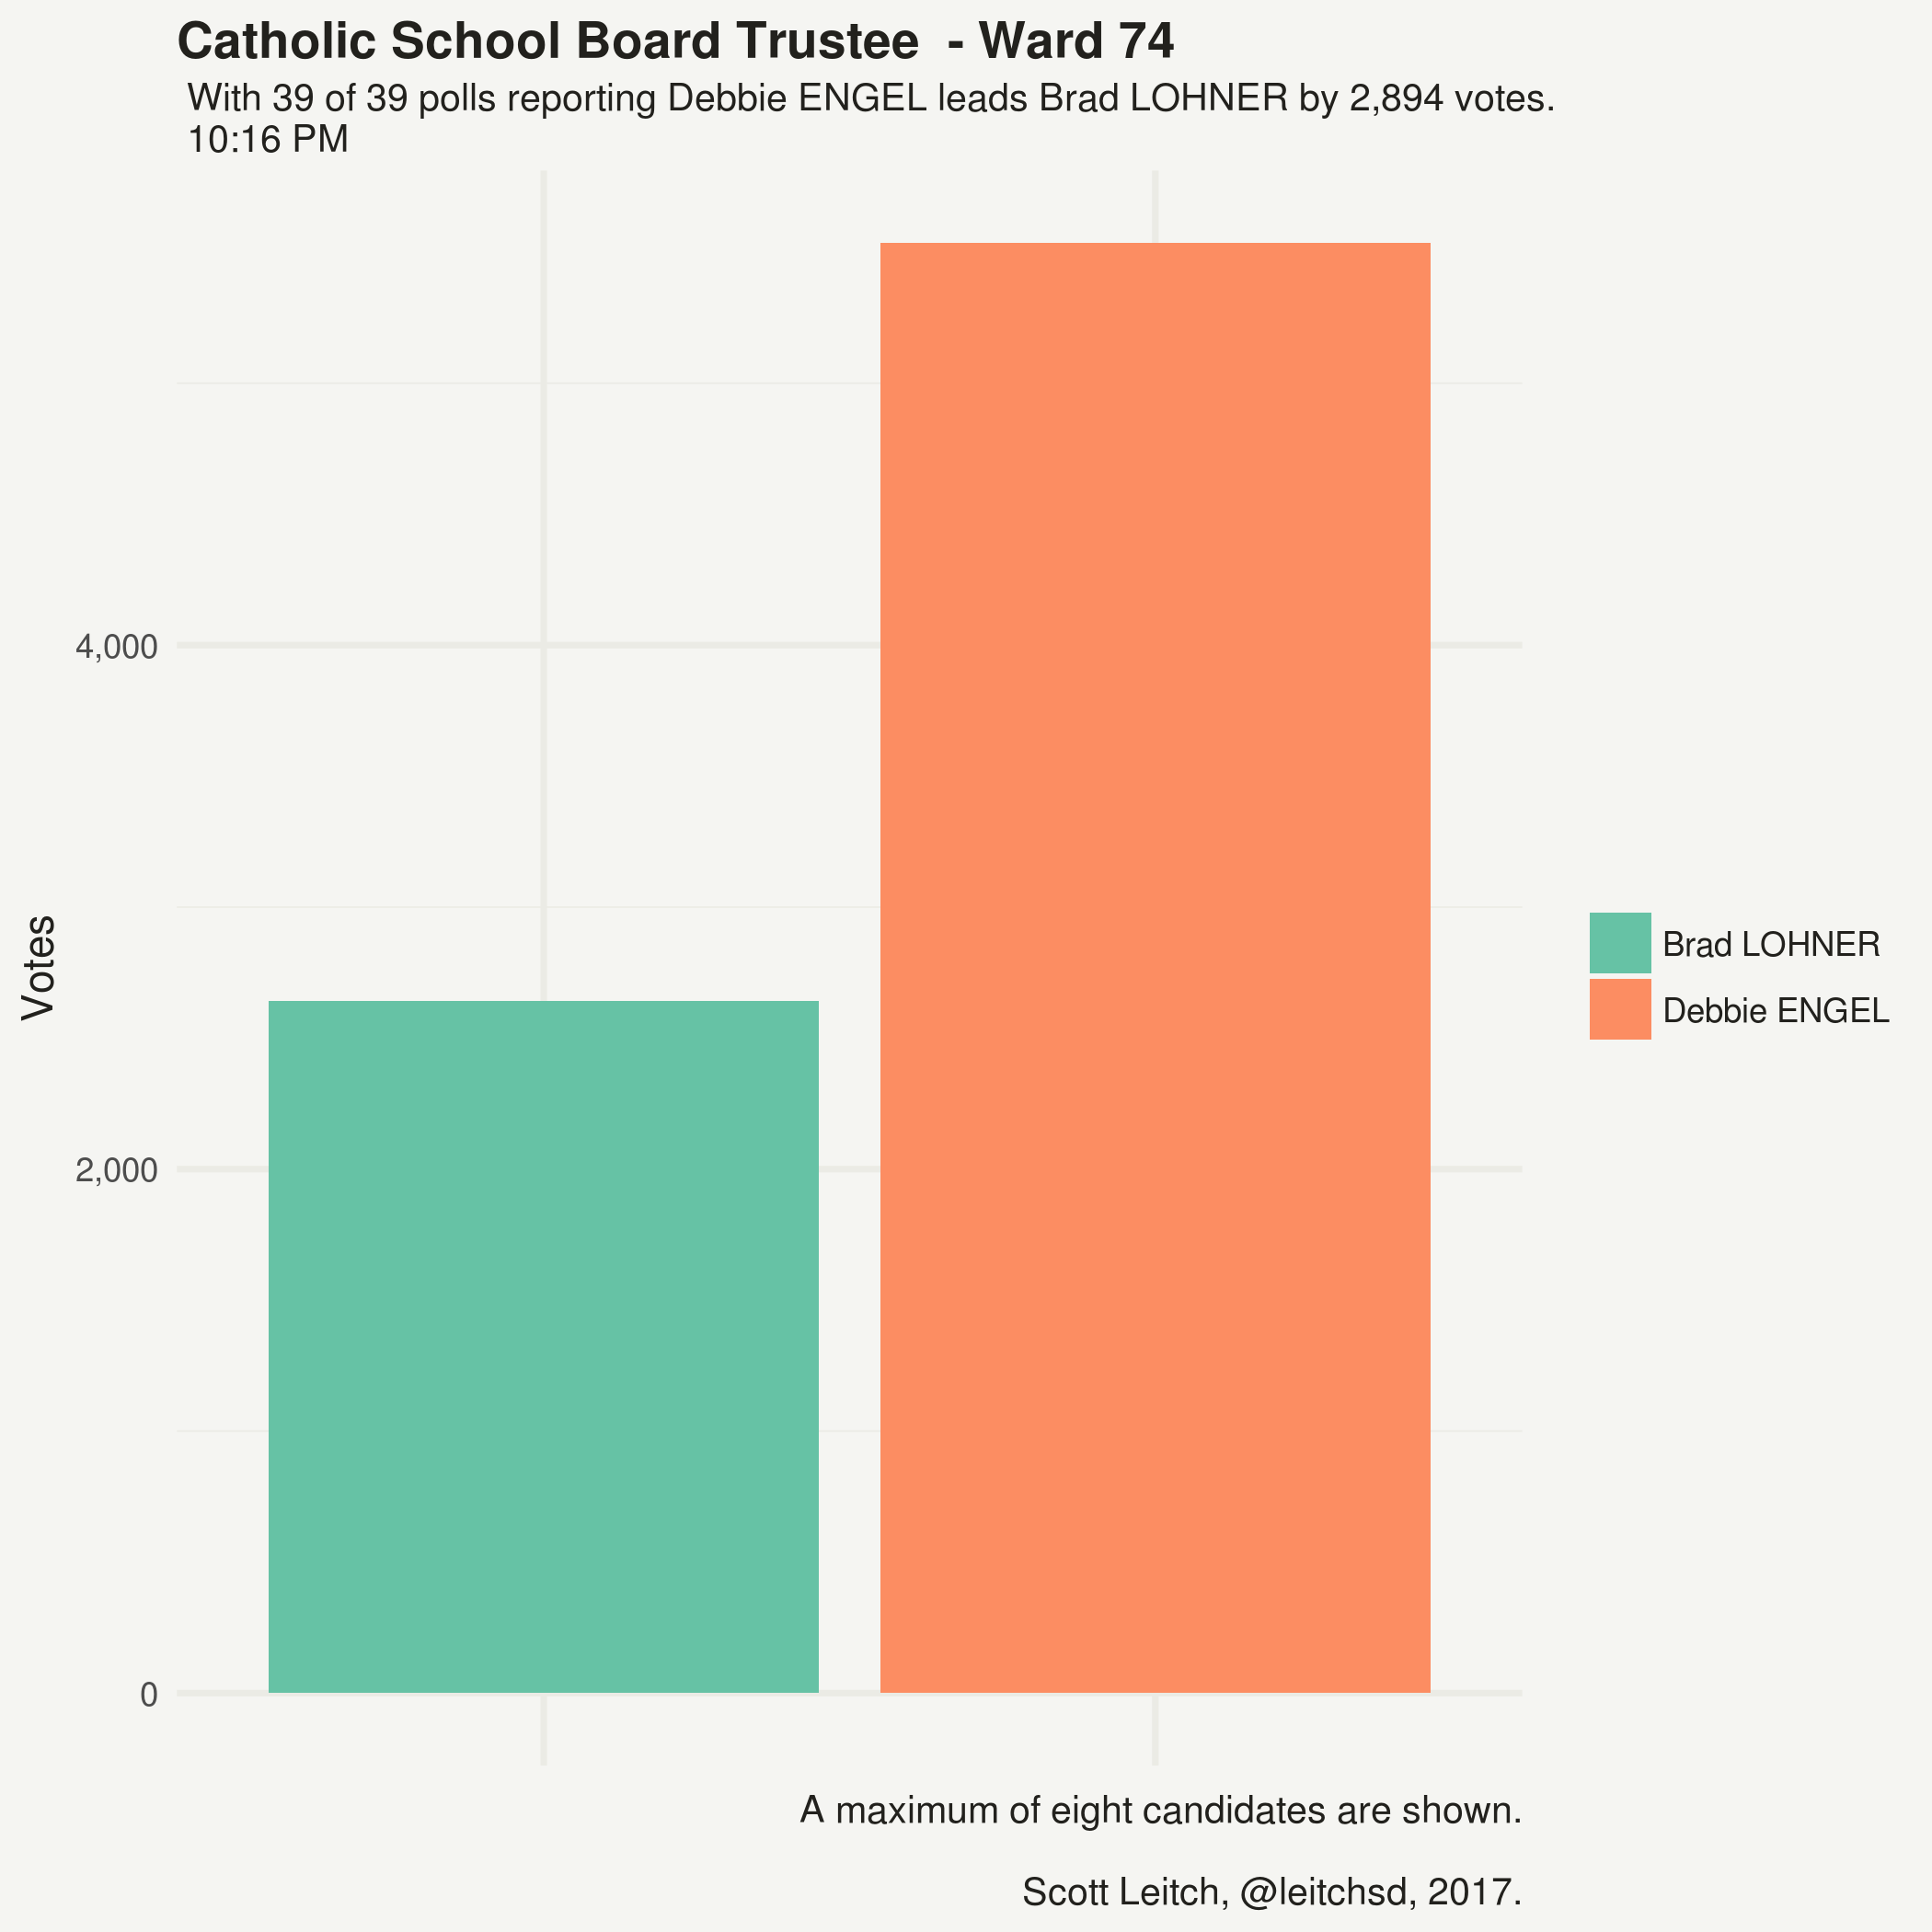 Catholic School Board Trustee  - Ward 74
With 39 of 39 polls reporting Debbie ENGEL leads Brad LOHNER by 2,894 votes.
10:16 PM
4,000
2,000
0
Votes
Brad LOHNER
Debbie ENGEL
A maximum of eight candidates are shown.
Scott Leitch, @leitchsd, 2017.